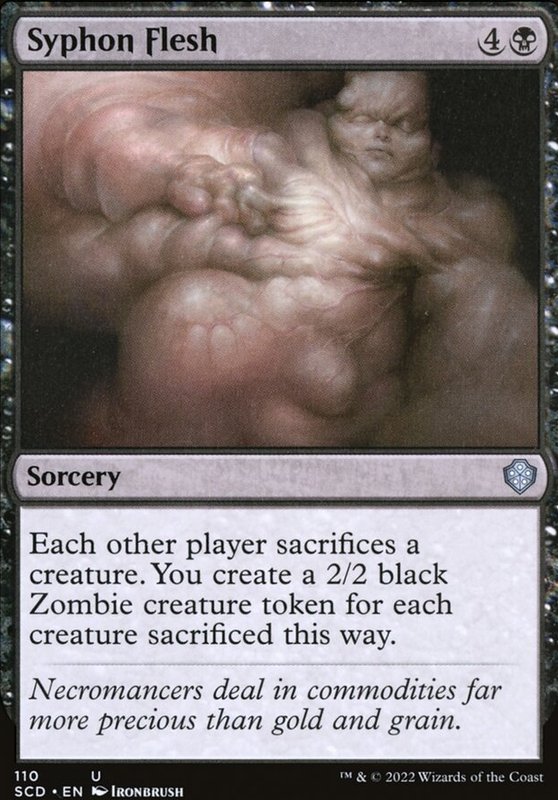 Syphon Flesh 4
Sorcery
Each other player sacrifices a
creature. You create a 2/2 black
Zombie creature token for each
creature sacrificed this way.
Necromancers deal in commodities far
more precious than gold and grain.
110 U
SCD • EN IRONBRUSH
™ & © 2022 Wizards of the Coast